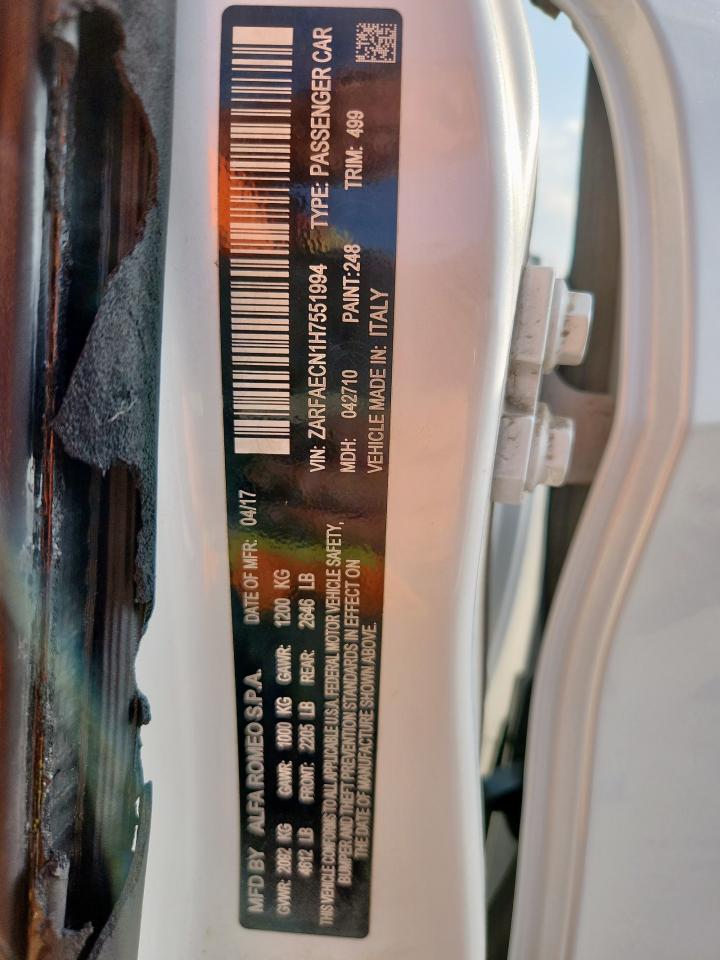 MFD BY ALFA ROMEO S.P.A. DATE OF MFR: 04/17
GVWR: 2092 KG GAWR: 1000 KG GAWR: 1200 KG
4612 LB FRONT: 2205 LB REAR: 2646 LB
THIS VEHICLE CONFORMS TO ALL APPLICABLE U.S.A. FEDERAL MOTOR VEHICLE SAFETY,
BUMPER AND THEFT PREVENTION STANDARDS IN EFFECT ON
THE DATE OF MANUFACTURE SHOWN ABOVE.
VIN: ZARFAECN1H7551994 TYPE: PASSENGER CAR
MDH: 042710 PAINT:248 TRIM: 499
VEHICLE MADE IN: ITALY